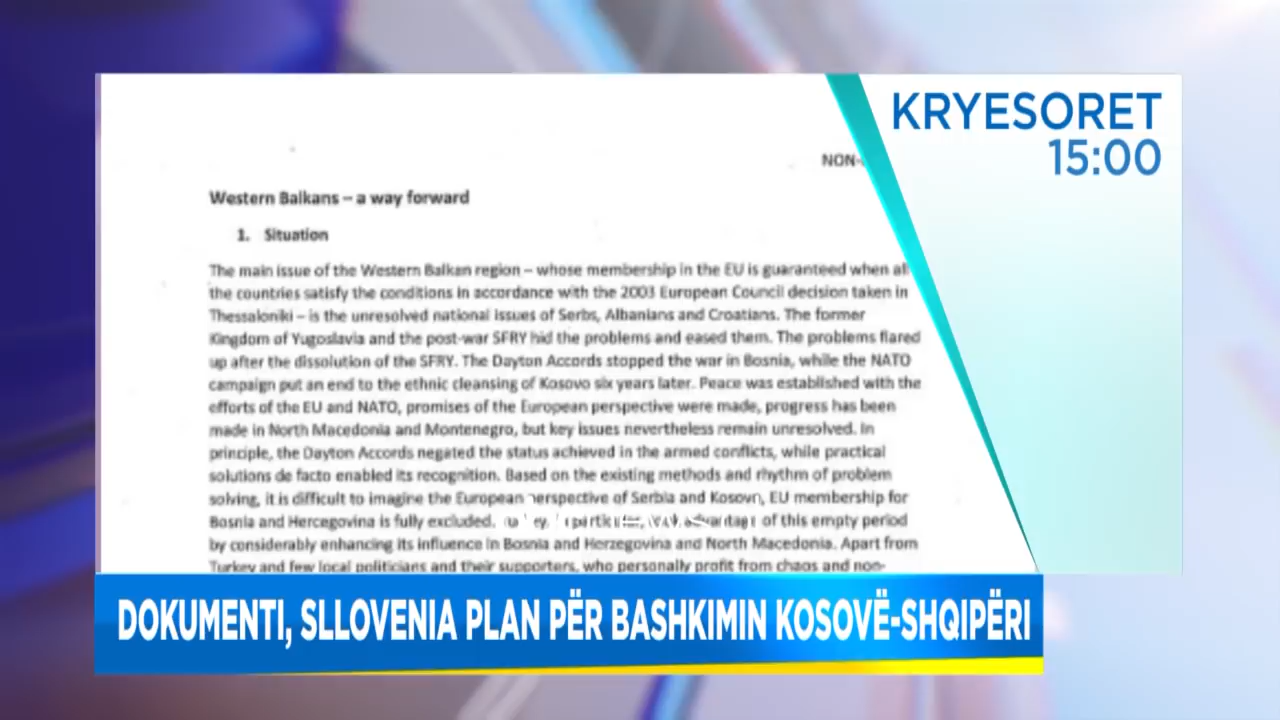 KRYESORET
15:00
NON-
Western Balkans – a way forward
1. Situation
The main issue of the Western Balkan region – whose membership in the EU is guaranteed when all
the countries satisfy the conditions in accordance with the 2003 European Council decision taken in
Thessaloniki – is the unresolved national issues of Serbs, Albanians and Croatians. The former
Kingdom of Yugoslavia and the post-war SFRY hid the problems and eased them. The problems flared
up after the dissolution of the SFRY. The Dayton Accords stopped the war in Bosnia, while the NATO
campaign put an end to the ethnic cleansing of Kosovo six years later. Peace was established with the
efforts of the EU and NATO, promises of the European perspective were made, progress has been
made in North Macedonia and Montenegro, but key issues nevertheless remain unresolved. In
principle, the Dayton Accords negated the status achieved in the armed conflicts, while practical
solutions de facto enabled its recognition. Based on the existing methods and rhythm of problem
solving, it is difficult to imagine the European perspective of Serbia and Kosovo, EU membership for
Bosnia and Hercegovina is fully excluded. advantage of this empty period
by considerably enhancing its influence in Bosnia and Herzegovina and North Macedonia. Apart from
Turkey and few local politicians and their supporters, who personally profit from chaos and non-
DOKUMENTI, SLLOVENIA PLAN PËR BASHKIMIN KOSOVË-SHQIPËRI